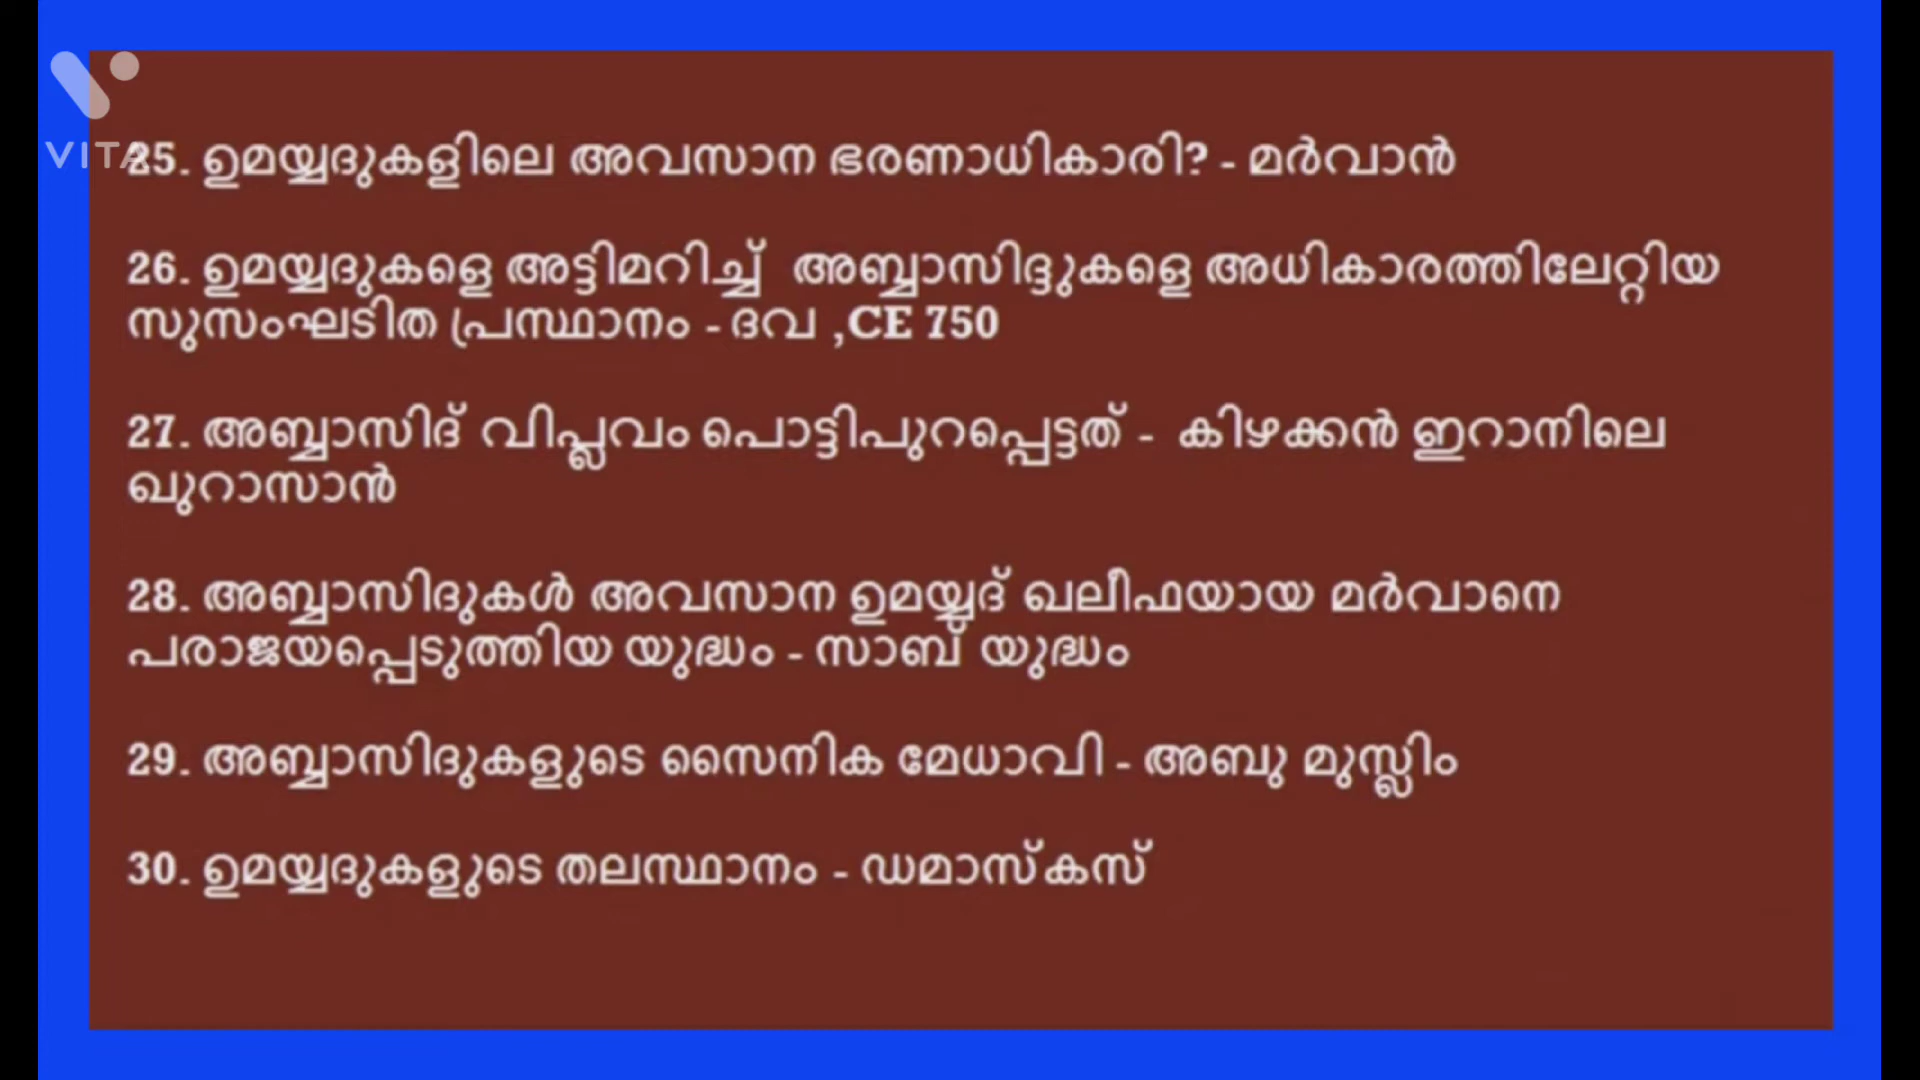 VITA
25. ഉമയ്യദുകളിലെ അവസാന ഭരണാധികാരി? - മർവാൻ
26. ഉമയ്യദുകളെ അട്ടിമറിച്ച് അബ്ബാസിദ്ദുകളെ അധികാരത്തിലേറ്റിയ
സുസംഘടിത പ്രസ്ഥാനം - ദവ ,CE 750
27. അബ്ബാസിദ് വിപ്ലവം പൊട്ടിപുറപ്പെട്ടത് - കിഴക്കൻ ഇറാനിലെ
ഖുറാസാൻ
28. അബ്ബാസിദുകൾ അവസാന ഉമയ്യദ് ഖലീഫയായ മർവാനെ
പരാജയപ്പെടുത്തിയ യുദ്ധം - സാബ് യുദ്ധം
29. അബ്ബാസിദുകളുടെ സൈനിക മേധാവി - അബു മുസ്ലിം
30. ഉമയ്യദുകളുടെ തലസ്ഥാനം - ഡമാസ്കസ്